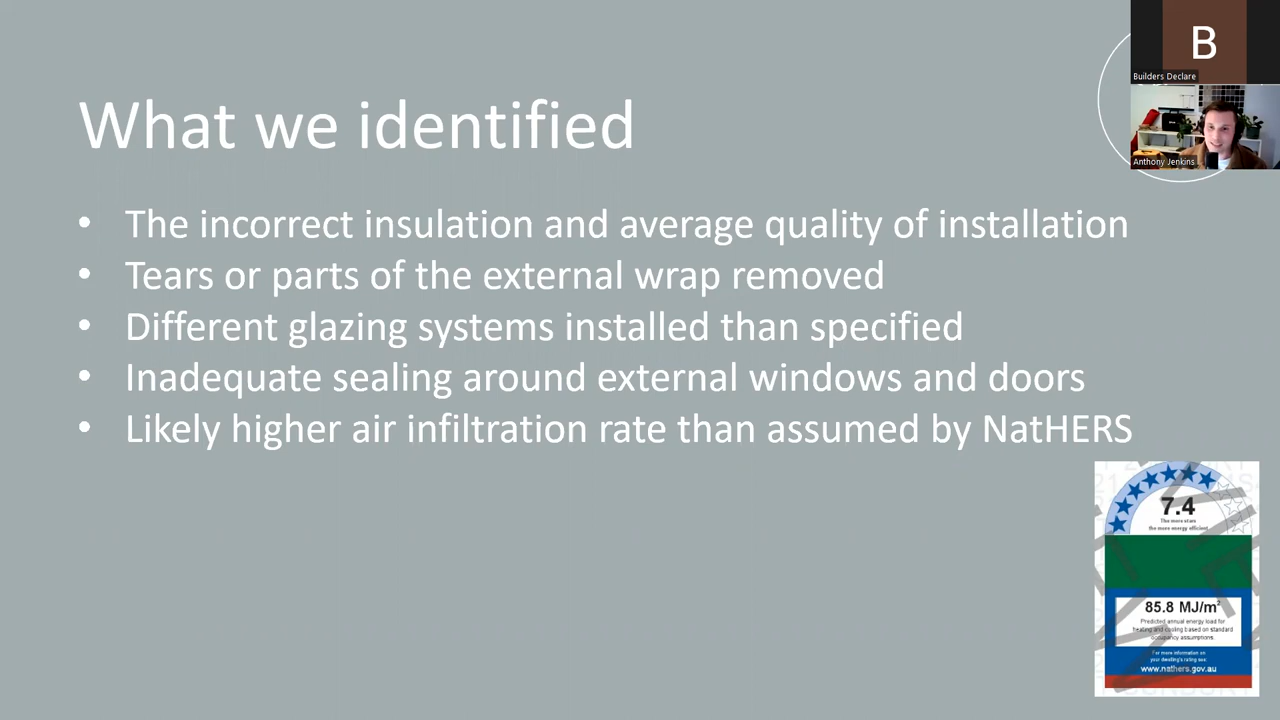 What we identified
• The incorrect insulation and average quality of installation
• Tears or parts of the external wrap removed
• Different glazing systems installed than specified
• Inadequate sealing around external windows and doors
• Likely higher air infiltration rate than assumed by NatHERS
B
Builders Declare
Anthony Jenkins
7.4
The more stars
the more energy efficient
85.8 MJ/m²
Predicted annual energy load for
heating and cooling based on standard
occupancy assumptions.
For more information on
your dwelling's rating see:
www.nathers.gov.au